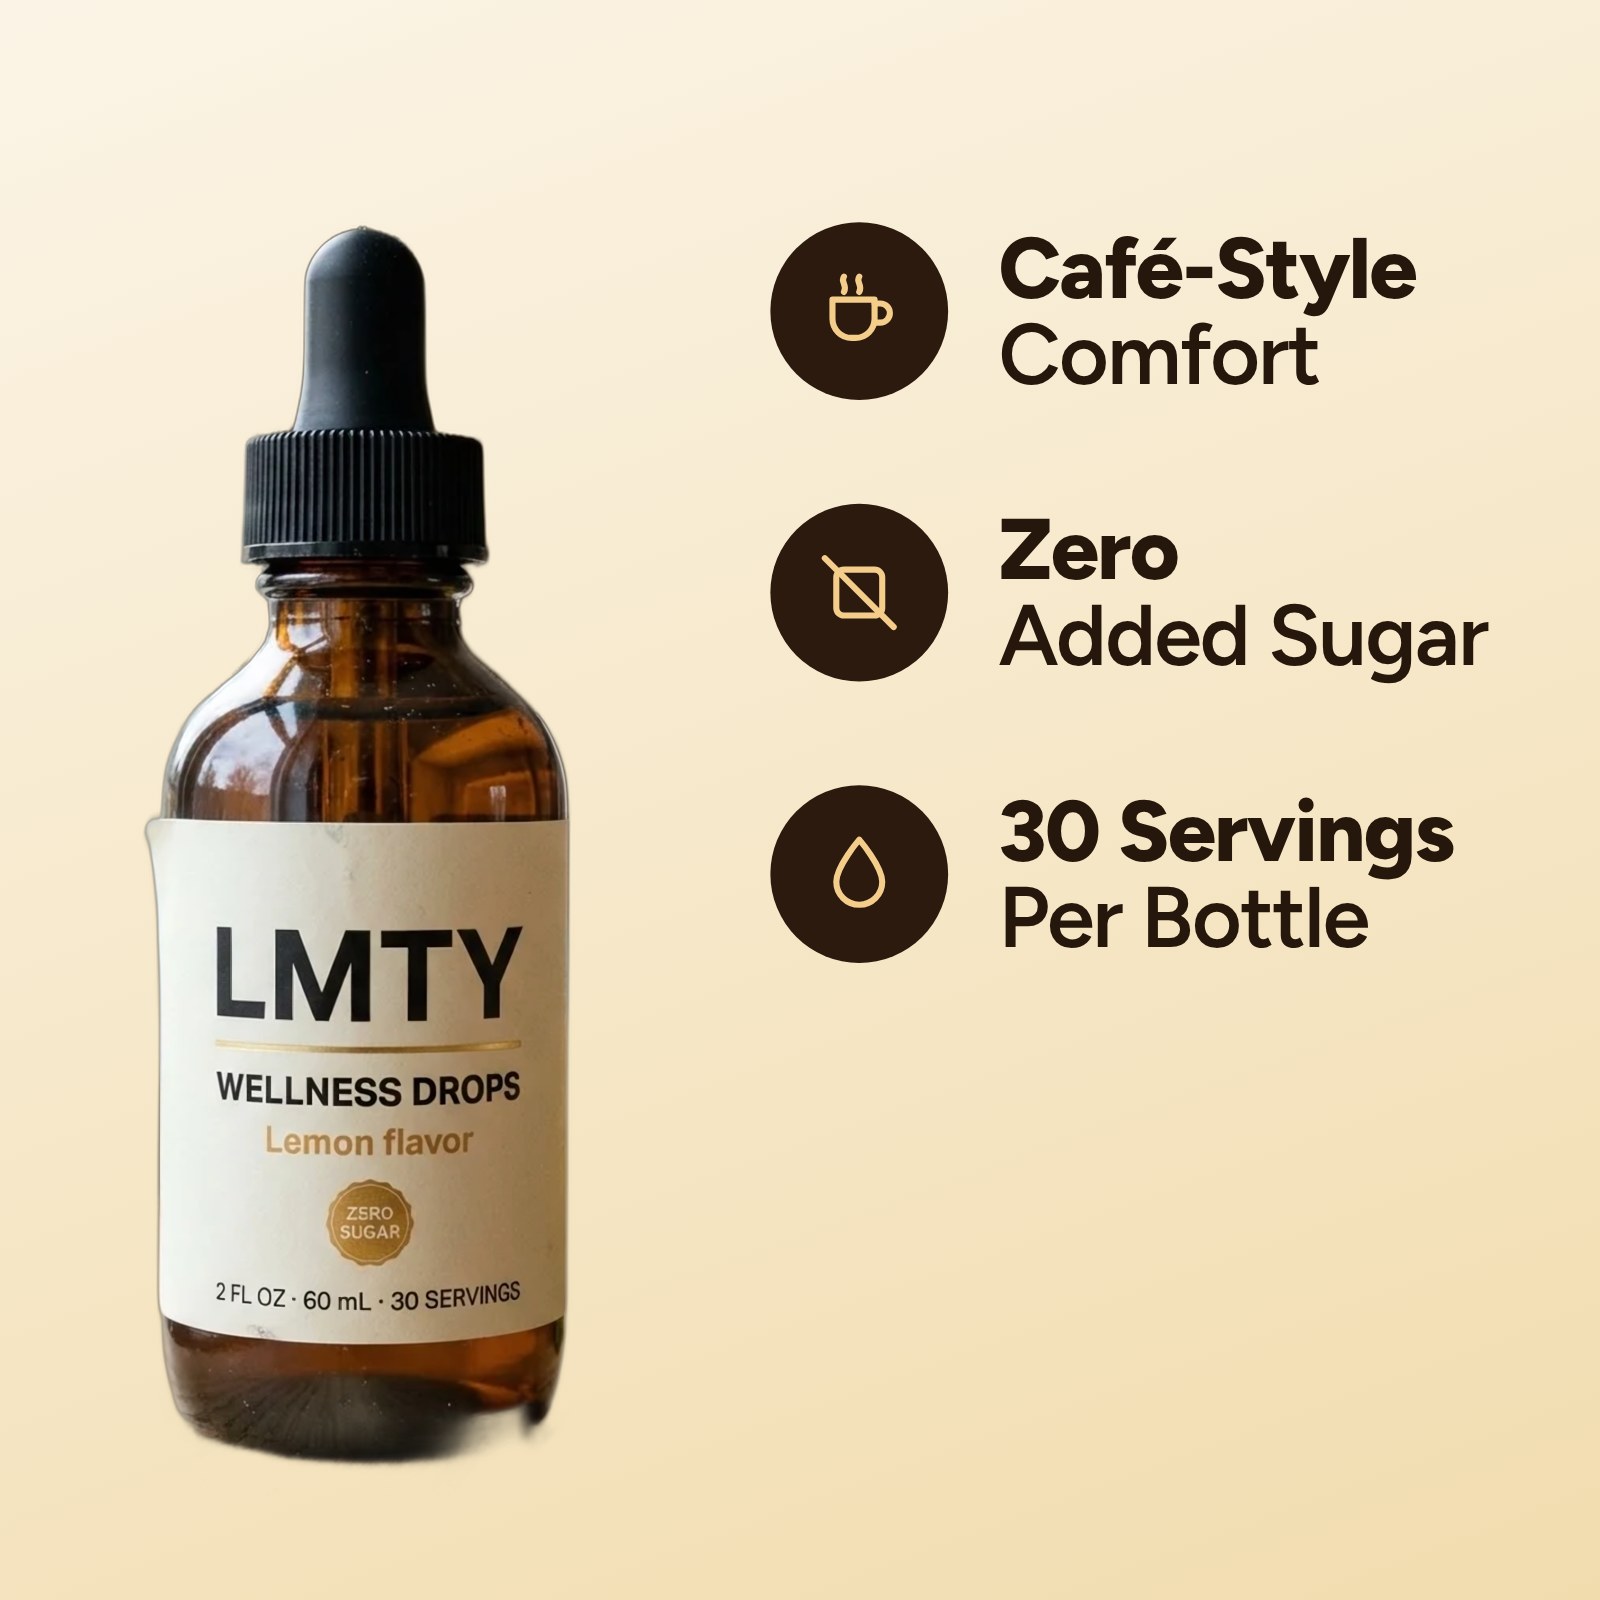 Café-Style
Comfort
Zero
Added Sugar
30 Servings
Per Bottle
LMTY
WELLNESS DROPS
Lemon flavor
ZSRO
SUGAR
2 FL OZ · 60 mL · 30 SERVINGS